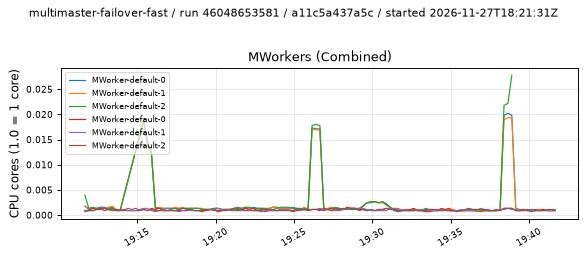 multimaster-failover-fast / run 46048653581 / a11c5a437a5c / started 2026-11-27T18:21:31Z
MWorkers (Combined)
CPU cores (1.0 = 1 core)
0.025
0.020
0.015
0.010
0.005
0.000
MWorker-default-0
MWorker-default-1
MWorker-default-2
MWorker-default-0
MWorker-default-1
MWorker-default-2
19:15
19:20
19:25
19:30
19:35
19:40